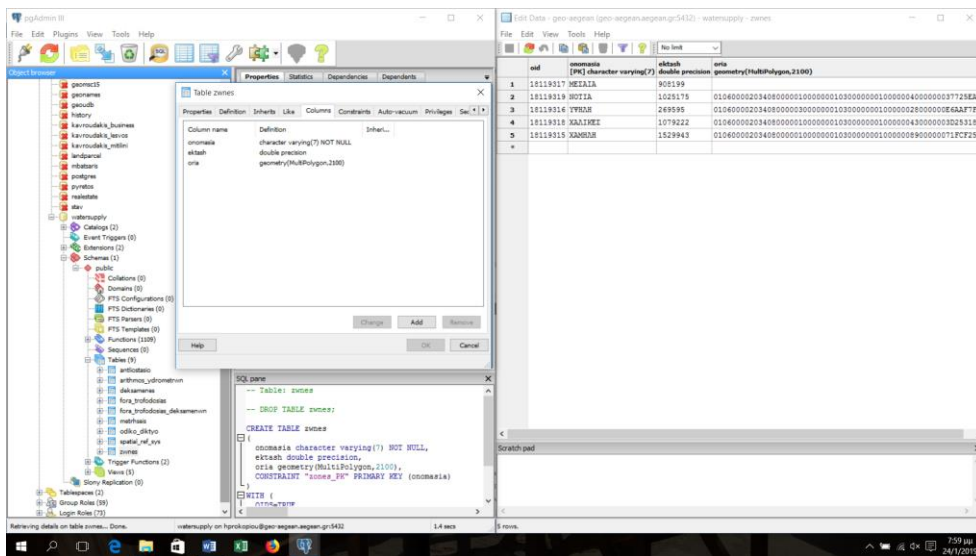 pgAdmin III
File Edit Plugins View Tools Help
Object browser
geomsc15
geonames
geoudb
history
kavroudakis_business
kavroudakis_lesvos
kavroudakis_mitilini
landparcel
mbatsaris
postgres
pyretos
realestate
stav
watersupply
Catalogs (2)
Event Triggers (0)
Extensions (2)
Schemas (1)
public
Collations (0)
Domains (0)
FTS Configurations (0)
FTS Dictionaries (0)
FTS Parsers (0)
FTS Templates (0)
Functions (1109)
Sequences (0)
Tables (9)
antliostasio
arithmos_ydrometrwn
deksamenes
fora_trofodosias
fora_trofodosias_deksamenwn
metrhseis
odiko_diktyo
spatial_ref_sys
zwnes
Trigger Functions (2)
Views (5)
Slony Replication (0)
Tablespaces (2)
Group Roles (59)
Login Roles (73)
Properties Statistics Dependencies Dependents
Table zwnes
Properties Definition Inherits Like Columns Constraints Auto-vacuum Privileges Sec
Column name Definition Inheri...
onomasia character varying(7) NOT NULL
ektash double precision
oria geometry(MultiPolygon,2100)
Change Add Remove
Help OK Cancel
SQL pane
-- Table: zwnes
-- DROP TABLE zwnes;
CREATE TABLE zwnes
(
onomasia character varying(7) NOT NULL,
ektash double precision,
oria geometry(MultiPolygon,2100),
CONSTRAINT "zones_PK" PRIMARY KEY (onomasia)
)
WITH (
OIDS=TRUE
Retrieving details on table zwnes... Done. watersupply on hprokopiou@geo-aegean.aegean.gr:5432 1.4 secs
Edit Data - geo-aegean (geo-aegean.aegean.gr:5432) - watersupply - zwnes
File Edit View Tools Help
No limit
oid onomasia ektash oria
[PK] character varying(7) double precision geometry(MultiPolygon,2100)
1 18119317 ΜΕΣΑΙΑ 908199
2 18119319 ΝΟΤΙΑ 1025175
3 18119316 ΥΨΗΛΗ 269595
4 18119318 ΧΑΛΙΚΕΣ 1079222
5 18119315 ΧΑΜΗΛΗ 1529943
*
Scratch pad
5 rows.
7:59 μμ